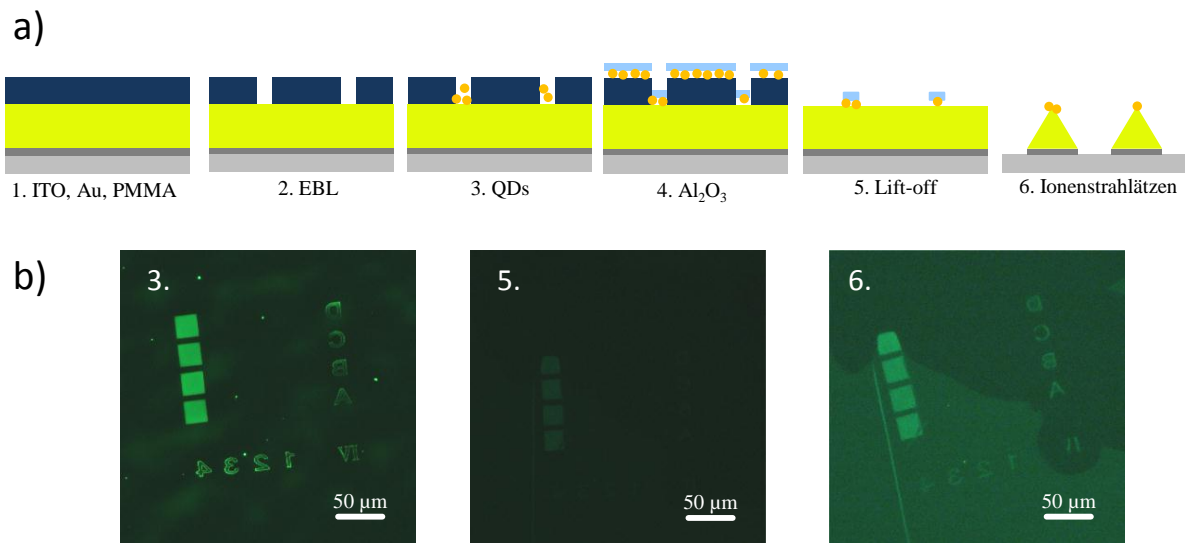 a)
1. ITO, Au, PMMA
2. EBL
3. QDs
4. Al₂O₃
5. Lift-off
6. Ionenstrahlätzen
b)
3.
D
C
B
A
4 3 2 1 IV
50 µm
5.
50 µm
6.
D
C
B
A
II
4 3 2 1
50 µm